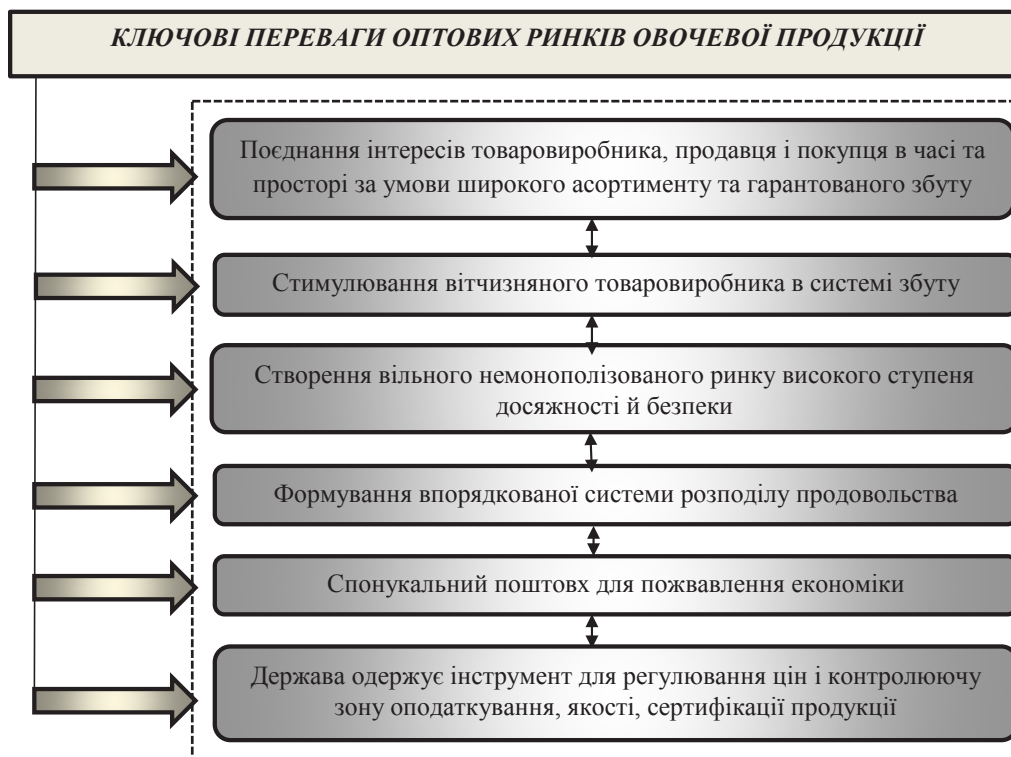 КЛЮЧОВІ ПЕРЕВАГИ ОПТОВИХ РИНКІВ ОВОЧЕВОЇ ПРОДУКЦІЇ
Поєднання інтересів товаровиробника, продавця і покупця в часі та
просторі за умови широкого асортименту та гарантованого збуту
Стимулювання вітчизняного товаровиробника в системі збуту
Створення вільного немонополізованого ринку високого ступеня
досяжності й безпеки
Формування впорядкованої системи розподілу продовольства
Спонукальний поштовх для пожвавлення економіки
Держава одержує інструмент для регулювання цін і контролюючу
зону оподаткування, якості, сертифікації продукції